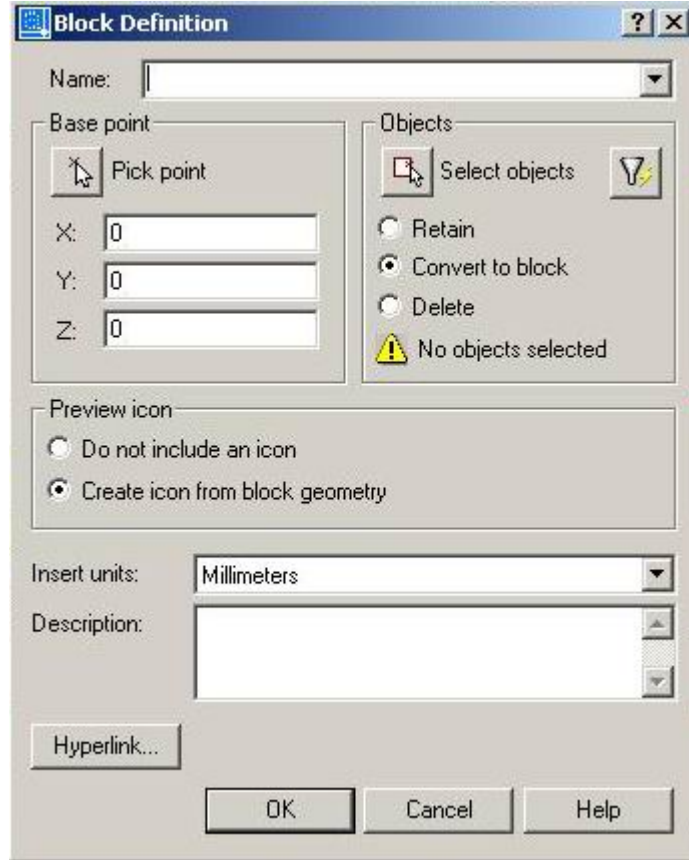 Block Definition
Name:
Base point
Pick point
X: 0
Y: 0
Z: 0
Objects
Select objects
Retain
Convert to block
Delete
No objects selected
Preview icon
Do not include an icon
Create icon from block geometry
Insert units: Millimeters
Description:
Hyperlink...
OK Cancel Help